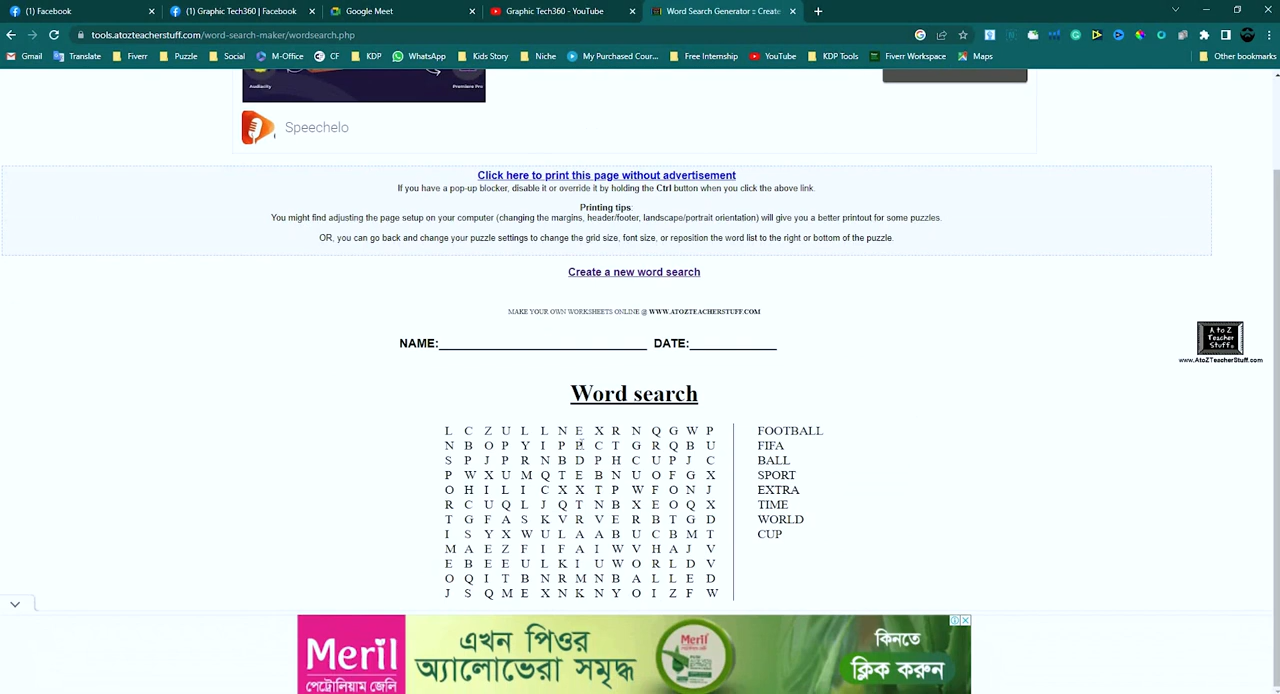 (1) Facebook
(1) Graphic Tech360 | Facebook
Google Meet
Graphic Tech360 - YouTube
Word Search Generator :: Create
tools.atozteacherstuff.com/word-search-maker/wordsearch.php
Gmail Translate Fiverr Puzzle Social M-Office CF KDP WhatsApp Kids Story Niche My Purchased Cour... Free Internship YouTube KDP Tools Fiverr Workspace Maps Other bookmarks
Audacity Premiere Pro
Speechelo
Click here to print this page without advertisement
If you have a pop-up blocker, disable it or override it by holding the Ctrl button when you click the above link.
Printing tips:
You might find adjusting the page setup on your computer (changing the margins, header/footer, landscape/portrait orientation) will give you a better printout for some puzzles.
OR, you can go back and change your puzzle settings to change the grid size, font size, or reposition the word list to the right or bottom of the puzzle.
Create a new word search
MAKE YOUR OWN WORKSHEETS ONLINE @ WWW.ATOZTEACHERSTUFF.COM
NAME: DATE:
A to Z
Teacher
Stuff
www.AtoZTeacherStuff.com
Word search
L C Z U L L N E X R N Q G W P
N B O P Y I P C T G R Q B U
S P J P R N B D P H C U P J C
P W X U M Q T E B N U O F G X
O H I L I C X X T P W F O N J
R C U Q L J Q T N B X E O Q X
T G F A S K V R V E R B T G D
I S Y X W U L A A B U C B M T
M A E Z F I F A I W V H A J V
E B E E U L K I U W O R L D V
O Q I T B N R M N B A L L E D
J S Q M E X N K N Y O I Z F W
FOOTBALL
FIFA
BALL
SPORT
EXTRA
TIME
WORLD
CUP
Meril
পেট্রোলিয়াম জেলি
এখন পিওর
অ্যালোভেরা সমৃদ্ধ
Meril
কিনতে
ক্লিক করুন